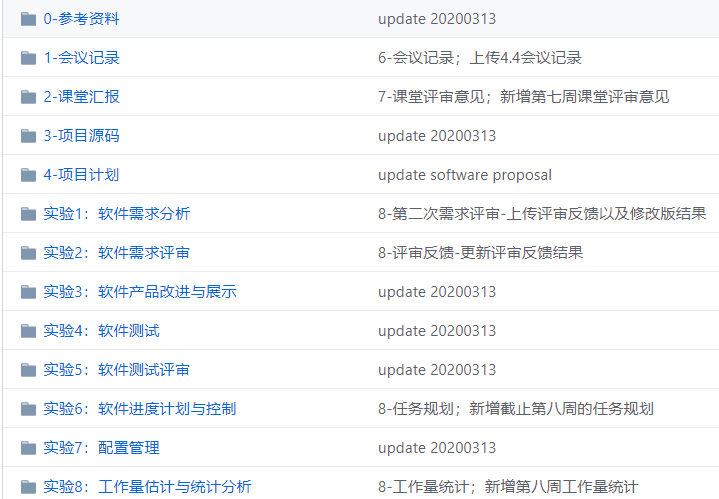 0-参考资料 update 20200313
1-会议记录 6-会议记录；上传4.4会议记录
2-课堂汇报 7-课堂评审意见；新增第七周课堂评审意见
3-项目源码 update 20200313
4-项目计划 update software proposal
实验1：软件需求分析 8-第二次需求评审-上传评审反馈以及修改版结果
实验2：软件需求评审 8-评审反馈-更新评审反馈结果
实验3：软件产品改进与展示 update 20200313
实验4：软件测试 update 20200313
实验5：软件测试评审 update 20200313
实验6：软件进度计划与控制 8-任务规划；新增截止第八周的任务规划
实验7：配置管理 update 20200313
实验8：工作量估计与统计分析 8-工作量统计；新增第八周工作量统计